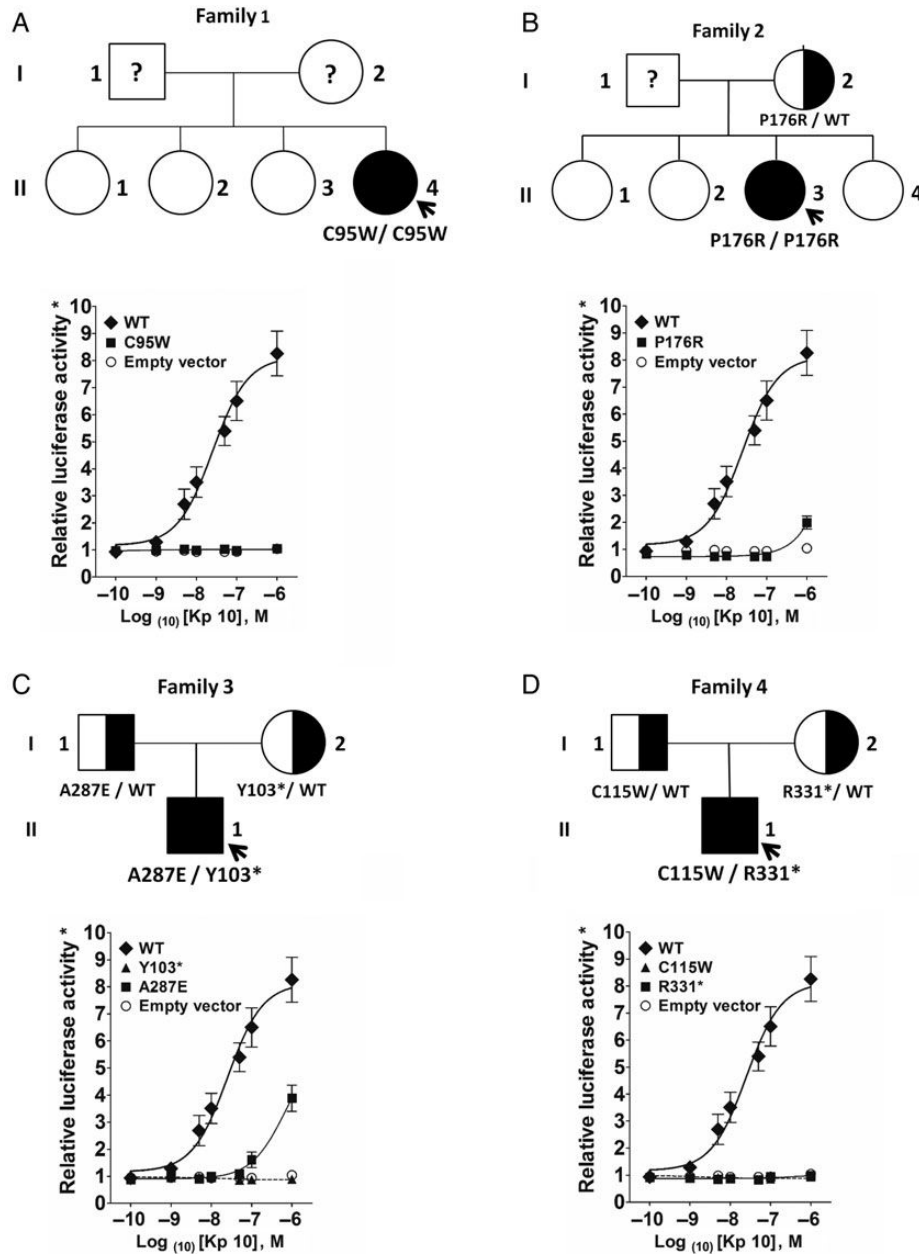 A
Family 1
I
1 ? ? 2
II
1 2 3 4
C95W/ C95W
Relative luciferase activity *
10
9
8
7
6
5
4
3
2
1
0
WT
C95W
Empty vector
–10 –9 –8 –7 –6
Log (10) [Kp 10] , M
B
Family 2
I
1 ? 2
P176R / WT
II
1 2 3 4
P176R / P176R
Relative luciferase activity *
10
9
8
7
6
5
4
3
2
1
0
WT
P176R
Empty vector
–10 –9 –8 –7 –6
Log (10) [Kp 10] , M
C
Family 3
I
1 2
A287E / WT Y103*/ WT
II
1
A287E / Y103*
Relative luciferase activity *
10
9
8
7
6
5
4
3
2
1
0
WT
Y103*
A287E
Empty vector
–10 –9 –8 –7 –6
Log (10) [Kp 10] , M
D
Family 4
I
1 2
C115W/ WT R331*/ WT
II
1
C115W / R331*
Relative luciferase activity *
10
9
8
7
6
5
4
3
2
1
0
WT
C115W
R331*
Empty vector
–10 –9 –8 –7 –6
Log (10) [Kp 10] , M